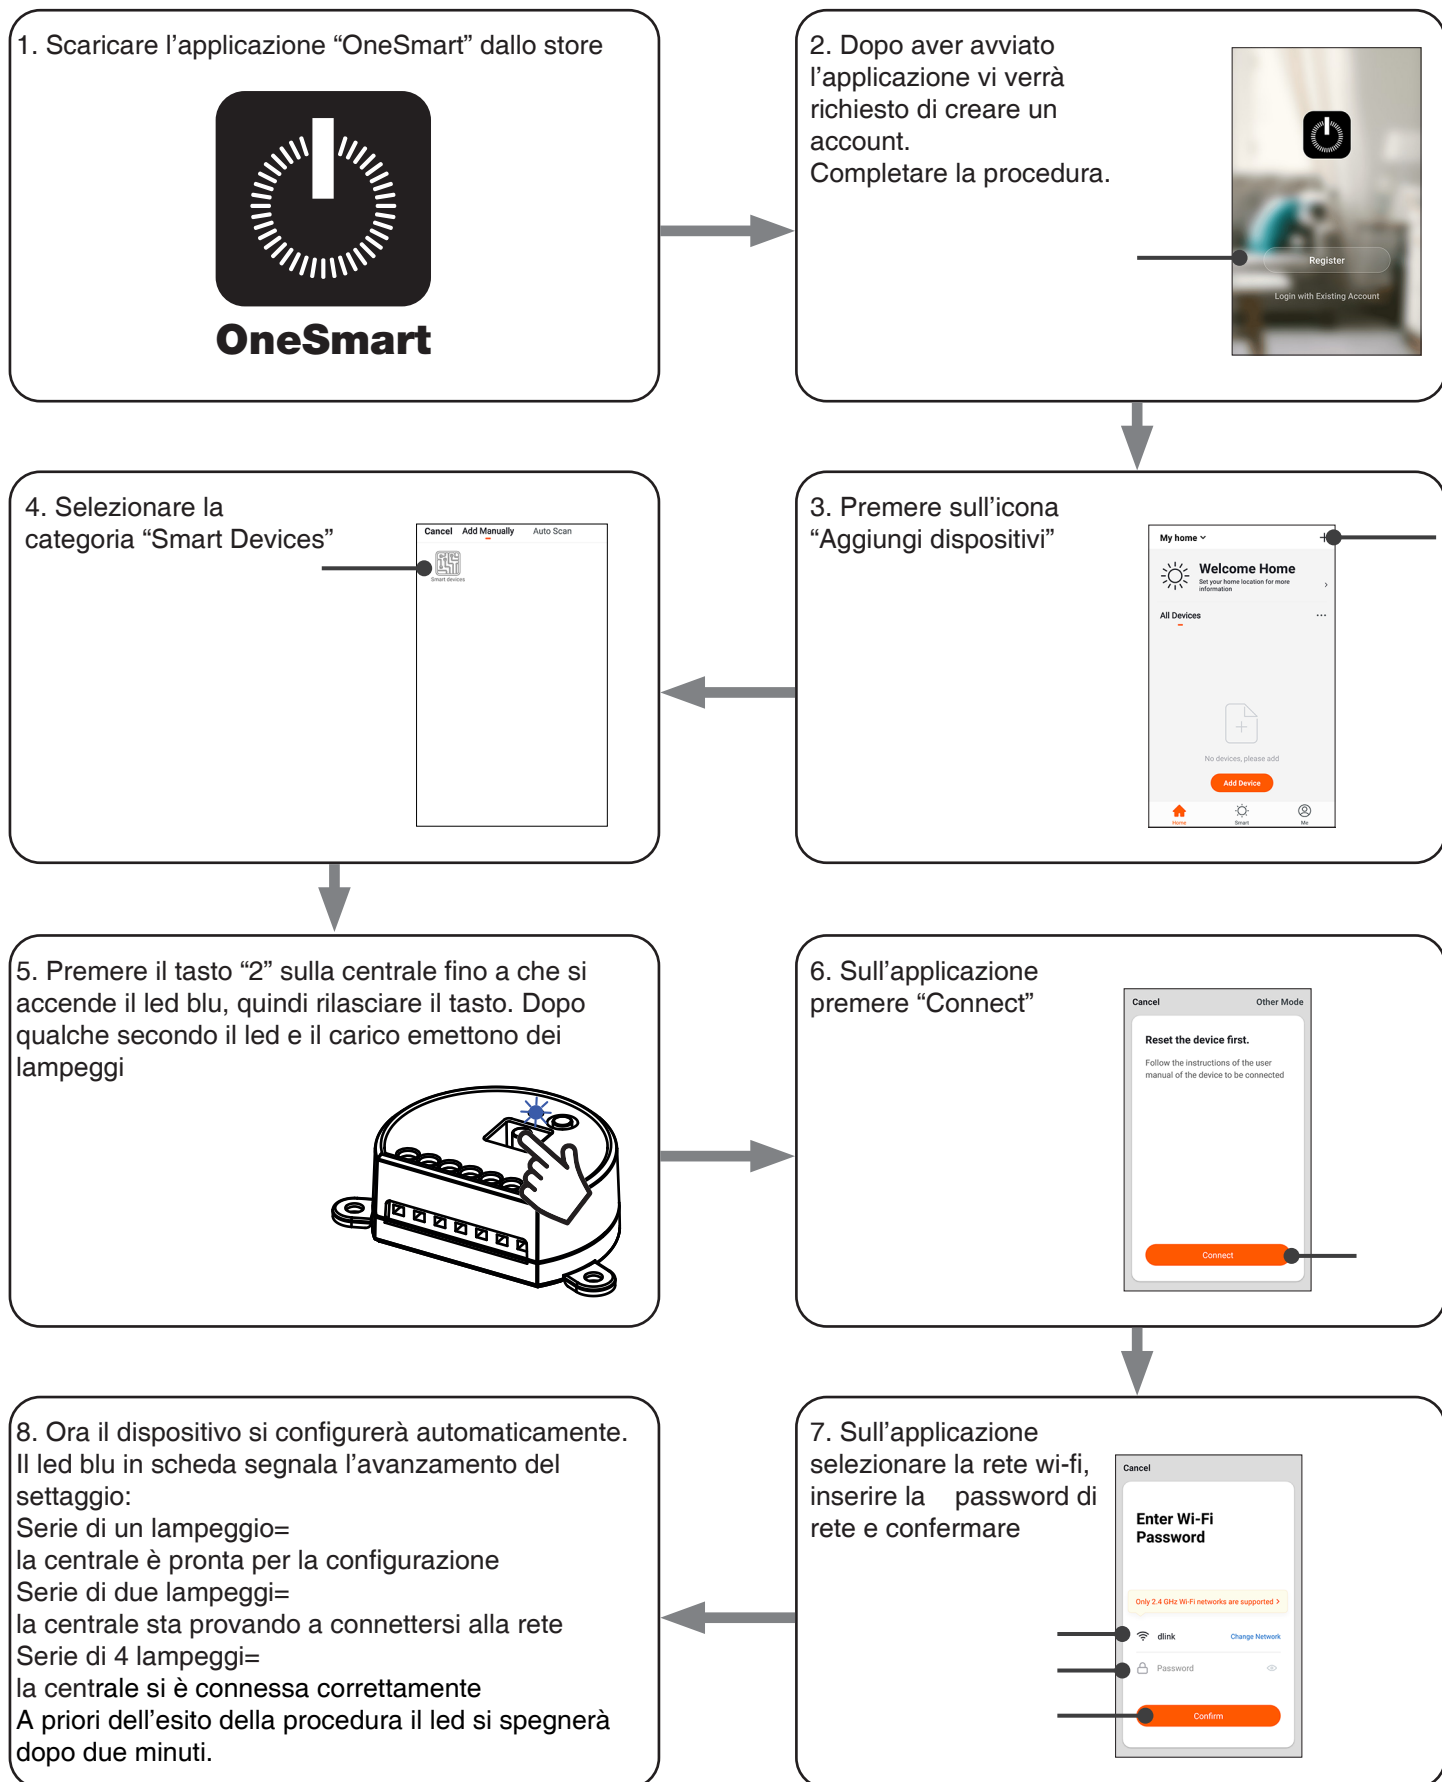 1. Scaricare l’applicazione “OneSmart” dallo store
OneSmart
2. Dopo aver avviato
l’applicazione vi verrà
richiesto di creare un
account.
Completare la procedura.
Register
Login with Existing Account
3. Premere sull’icona
“Aggiungi dispositivi”
My home
Welcome Home
Set your home location for more
information
All Devices
No devices, please add
Add Device
Home Smart Me
4. Selezionare la
categoria “Smart Devices”
Cancel Add Manually Auto Scan
Smart devices
5. Premere il tasto “2” sulla centrale fino a che si
accende il led blu, quindi rilasciare il tasto. Dopo
qualche secondo il led e il carico emettono dei
lampeggi
6. Sull’applicazione
premere “Connect”
Cancel Other Mode
Reset the device first.
Follow the instructions of the user
manual of the device to be connected
Connect
7. Sull’applicazione
selezionare la rete wi-fi,
inserire la password di
rete e confermare
Cancel
Enter Wi-Fi
Password
Only 2.4 GHz Wi-Fi networks are supported >
dlink Change Network
Password
Confirm
8. Ora il dispositivo si configurerà automaticamente.
Il led blu in scheda segnala l’avanzamento del
settaggio:
Serie di un lampeggio=
la centrale è pronta per la configurazione
Serie di due lampeggi=
la centrale sta provando a connettersi alla rete
Serie di 4 lampeggi=
la centrale si è connessa correttamente
A priori dell’esito della procedura il led si spegnerà
dopo due minuti.